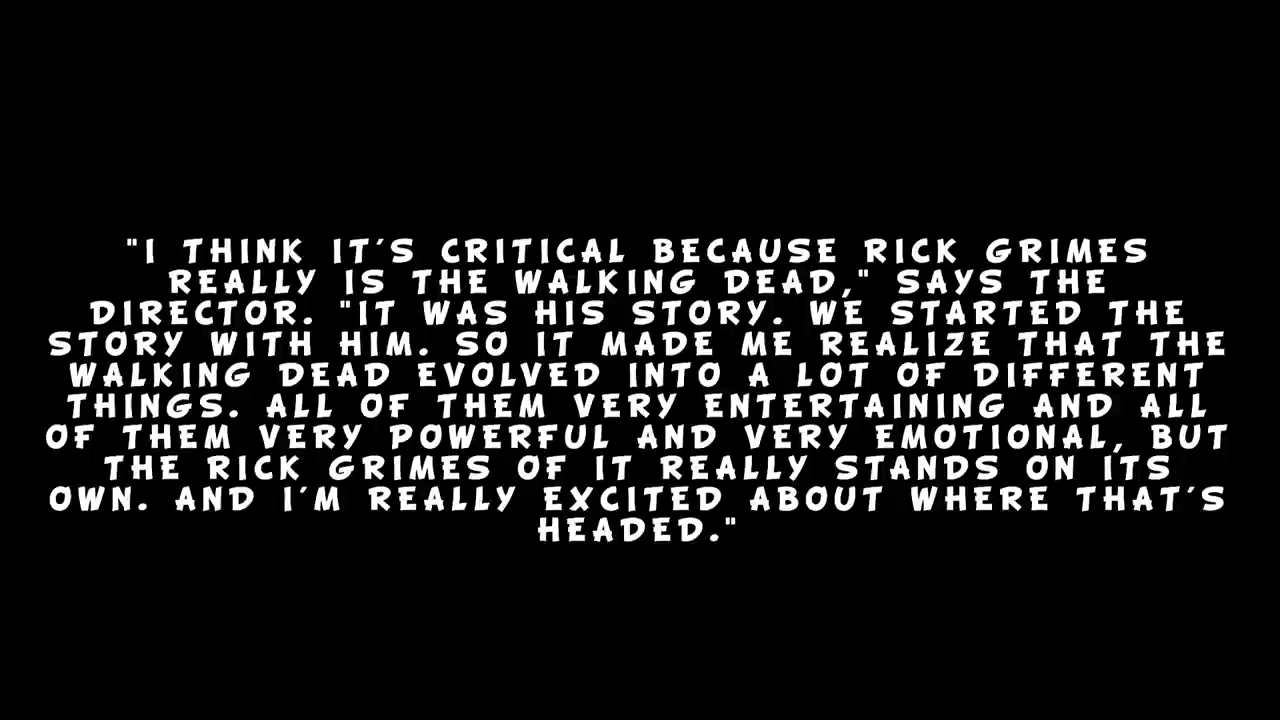 "I THINK IT'S CRITICAL BECAUSE RICK GRIMES
REALLY IS THE WALKING DEAD," SAYS THE
DIRECTOR. "IT WAS HIS STORY. WE STARTED THE
STORY WITH HIM. SO IT MADE ME REALIZE THAT THE
WALKING DEAD EVOLVED INTO A LOT OF DIFFERENT
THINGS. ALL OF THEM VERY ENTERTAINING AND ALL
OF THEM VERY POWERFUL AND VERY EMOTIONAL, BUT
THE RICK GRIMES OF IT REALLY STANDS ON ITS
OWN. AND I'M REALLY EXCITED ABOUT WHERE THAT'S
HEADED."